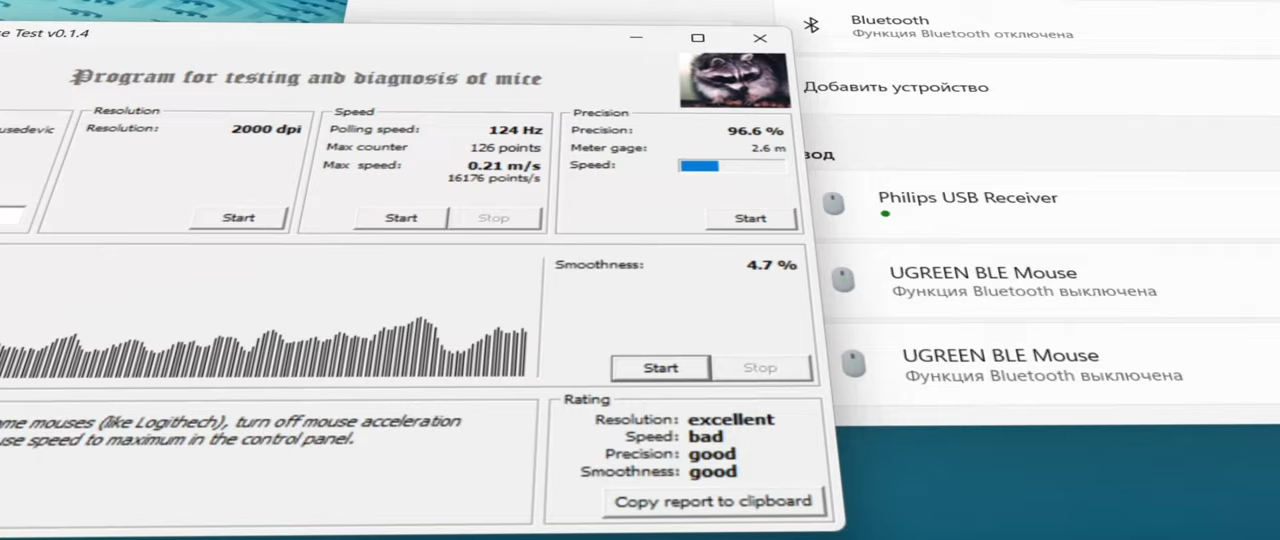 Test v0.1.4
Program for testing and diagnosis of mice
Resolution
Resolution: 2000 dpi
Start
Speed
Polling speed: 124 Hz
Max counter 126 points
Max speed: 0.21 m/s
16176 points/s
Start
Stop
Precision
Precision: 96.6 %
Meter gage: 2.6 m
Speed:
Start
Smoothness: 4.7 %
Start
Stop
mouses (like Logithech), turn off mouse acceleration
speed to maximum in the control panel.
Rating
Resolution: excellent
Speed: bad
Precision: good
Smoothness: good
Copy report to clipboard
Bluetooth
Функция Bluetooth отключена
Добавить устройство
Philips USB Receiver
UGREEN BLE Mouse
Функция Bluetooth выключена
UGREEN BLE Mouse
Функция Bluetooth выключена